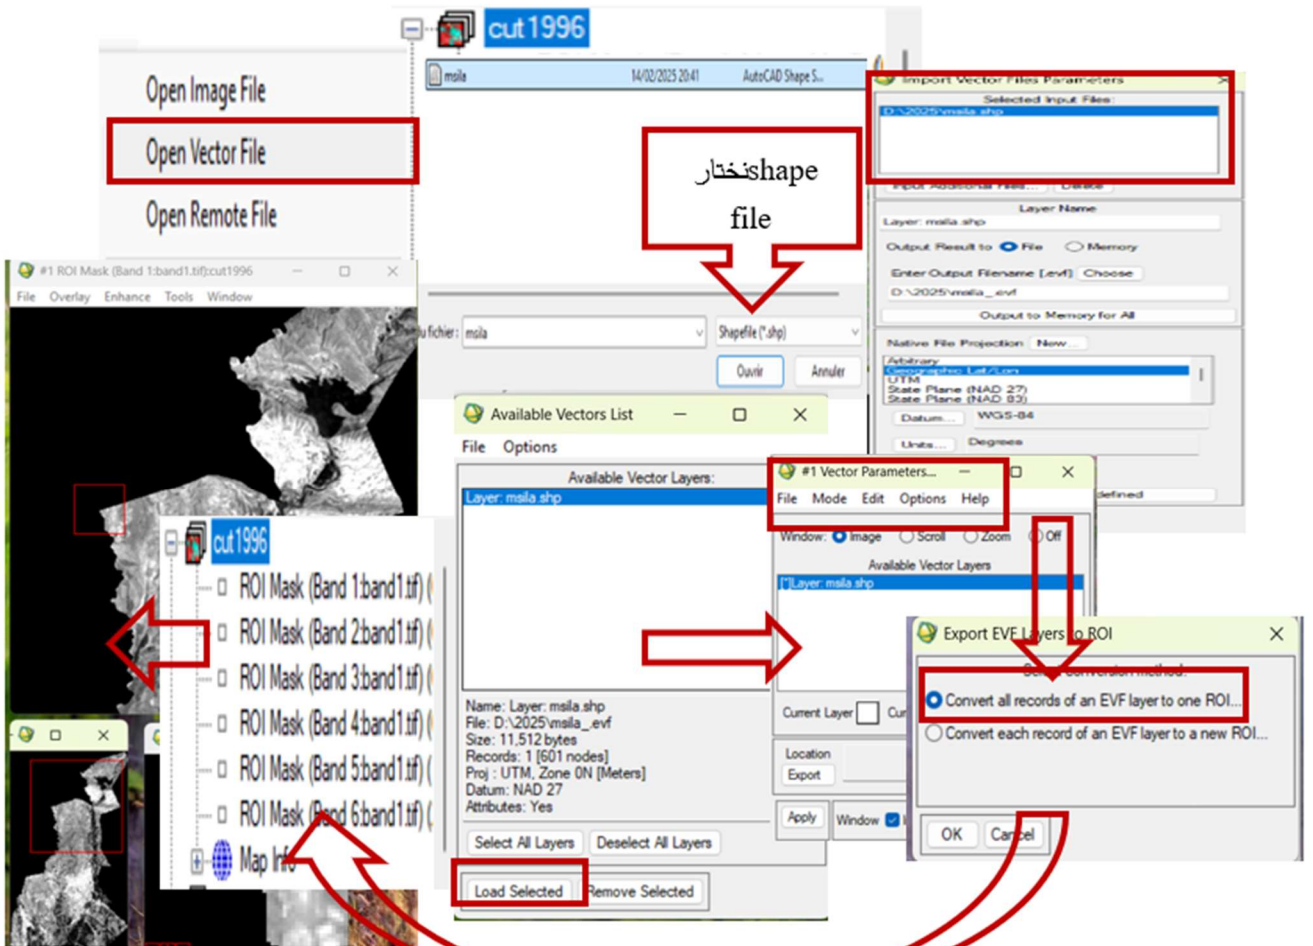 cut1996
msila 14/02/2025 20:41 AutoCAD Shape S...
Open Image File
Open Vector File
Open Remote File
نختار shape
file
u fichier : msila Shapefile (*.shp)
Ouvrir Annuler
Import Vector Files Parameters
Selected Input Files:
D:\2025\msila.shp
Input Additional Files... Delete
Layer Name
Layer: msila.shp
Output Result to File Memory
Enter Output Filename [.evf] Choose
D:\2025\msila_.evf
Output to Memory for All
Native File Projection New...
Arbitrary
Geographic Lat/Lon
UTM
State Plane (NAD 27)
State Plane (NAD 83)
Datum... WGS-84
Units... Degrees
defined
#1 ROI Mask (Band 1:band1.tif):cut1996
File Overlay Enhance Tools Window
Available Vectors List
File Options
Available Vector Layers:
Layer: msila.shp
Name: Layer: msila.shp
File: D:\2025\msila_.evf
Size: 11,512 bytes
Records: 1 [601 nodes]
Proj : UTM, Zone 0N [Meters]
Datum: NAD 27
Attributes: Yes
Select All Layers Deselect All Layers
Load Selected Remove Selected
#1 Vector Parameters...
File Mode Edit Options Help
Window: Image Scroll Zoom Off
Available Vector Layers
[*]Layer: msila.shp
Current Layer Cur
Location
Export
Apply Window
Export EVF Layers to ROI
Select Conversion method:
Convert all records of an EVF layer to one ROI...
Convert each record of an EVF layer to a new ROI...
OK Cancel
cut1996
ROI Mask (Band 1:band1.tif) (
ROI Mask (Band 2:band1.tif) (
ROI Mask (Band 3:band1.tif) (
ROI Mask (Band 4:band1.tif) (
ROI Mask (Band 5:band1.tif) (
ROI Mask (Band 6:band1.tif) (
Map Info